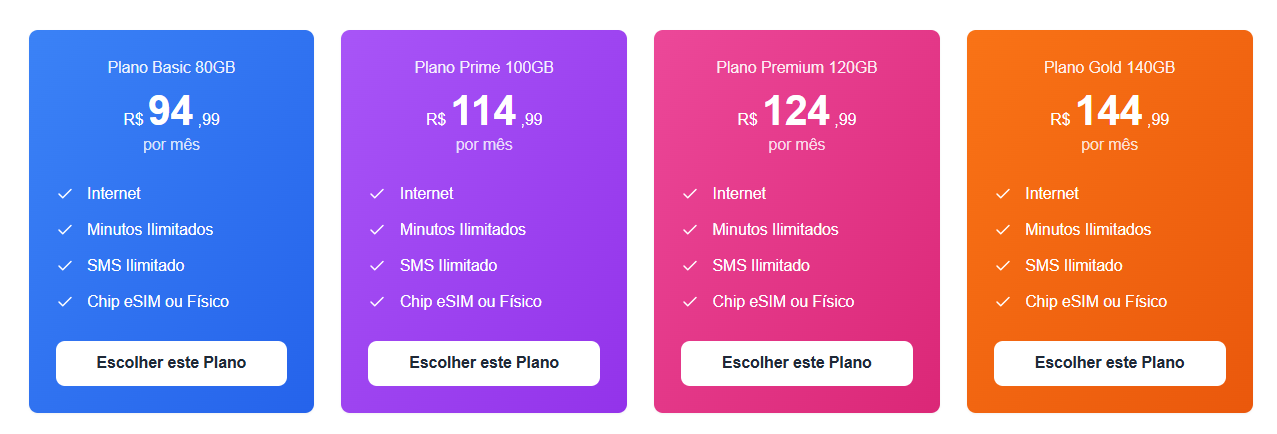 Plano Basic 80GB
R$ 94 ,99
por mês
Internet
Minutos Ilimitados
SMS Ilimitado
Chip eSIM ou Físico
Escolher este Plano
Plano Prime 100GB
R$ 114 ,99
por mês
Internet
Minutos Ilimitados
SMS Ilimitado
Chip eSIM ou Físico
Escolher este Plano
Plano Premium 120GB
R$ 124 ,99
por mês
Internet
Minutos Ilimitados
SMS Ilimitado
Chip eSIM ou Físico
Escolher este Plano
Plano Gold 140GB
R$ 144 ,99
por mês
Internet
Minutos Ilimitados
SMS Ilimitado
Chip eSIM ou Físico
Escolher este Plano